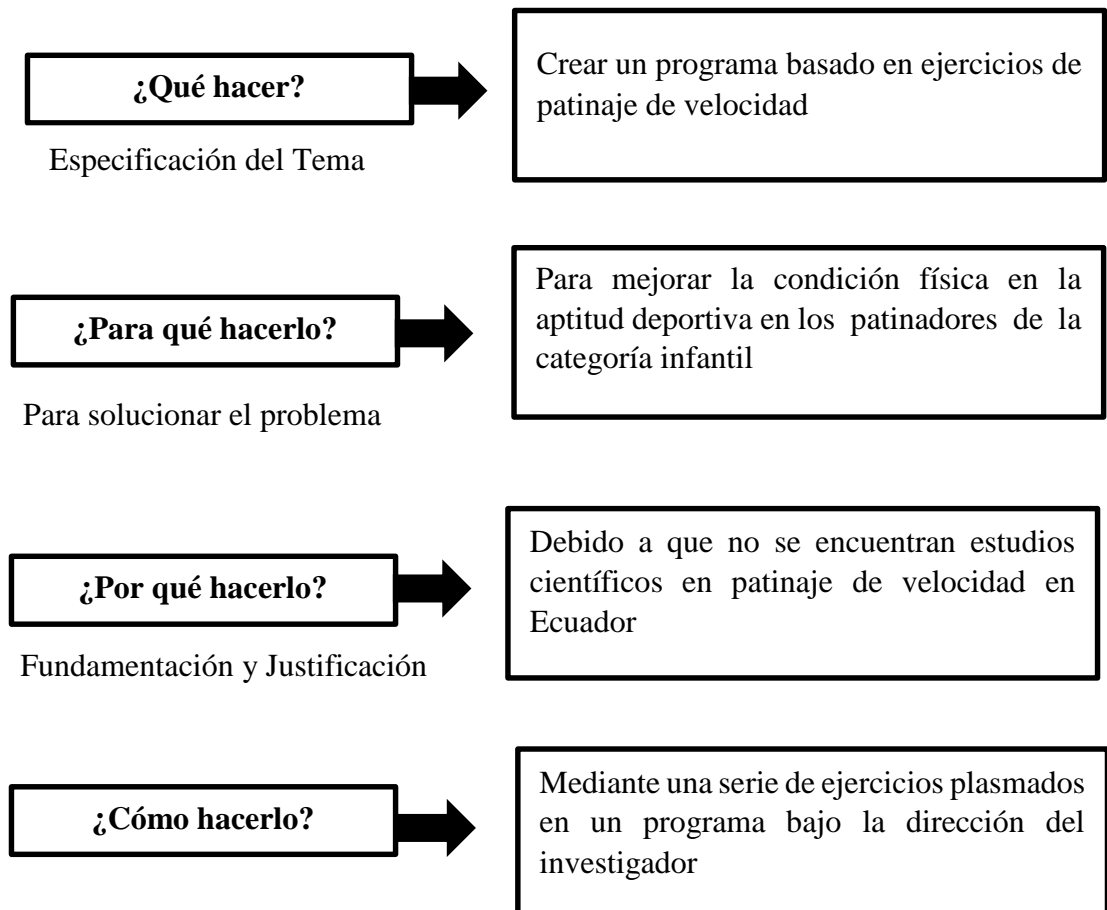 ¿Qué hacer?
Crear un programa basado en ejercicios de
patinaje de velocidad
Especificación del Tema
¿Para qué hacerlo?
Para mejorar la condición física en la
aptitud deportiva en los patinadores de la
categoría infantil
Para solucionar el problema
¿Por qué hacerlo?
Debido a que no se encuentran estudios
científicos en patinaje de velocidad en
Ecuador
Fundamentación y Justificación
¿Cómo hacerlo?
Mediante una serie de ejercicios plasmados
en un programa bajo la dirección del
investigador